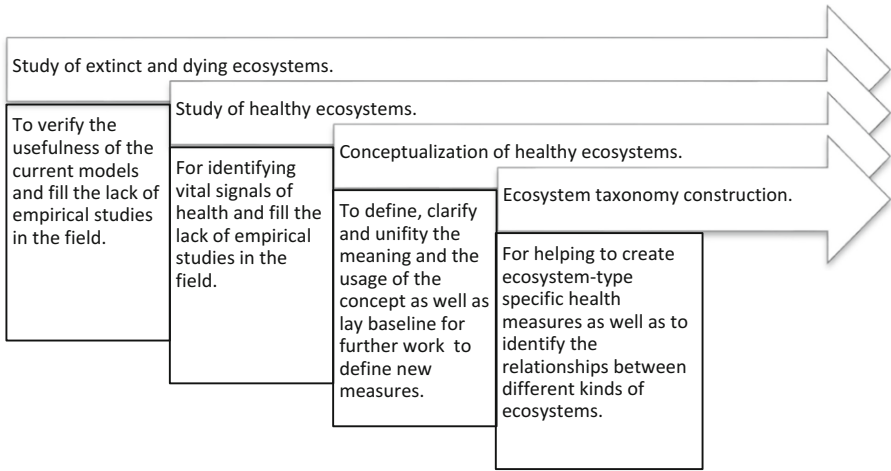 Study of extinct and dying ecosystems.
To verify the
usefulness of the
current models
and fill the lack of
empirical studies
in the field.
Study of healthy ecosystems.
For identifying
vital signals of
health and fill the
lack of empirical
studies in the
field.
Conceptualization of healthy ecosystems.
To define, clarify
and unifity the
meaning and the
usage of the
concept as well as
lay baseline for
further work to
define new
measures.
Ecosystem taxonomy construction.
For helping to create
ecosystem-type
specific health
measures as well as to
identify the
relationships between
different kinds of
ecosystems.